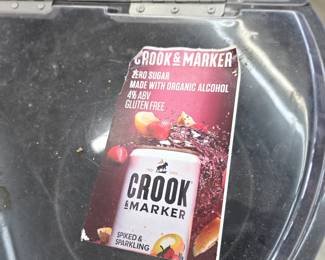 CROOK & MARKER
ZERO SUGAR
MADE WITH ORGANIC ALCOHOL
4% ABV
GLUTEN FREE
CROOK
& MARKER
SPIKED &
SPARKLING